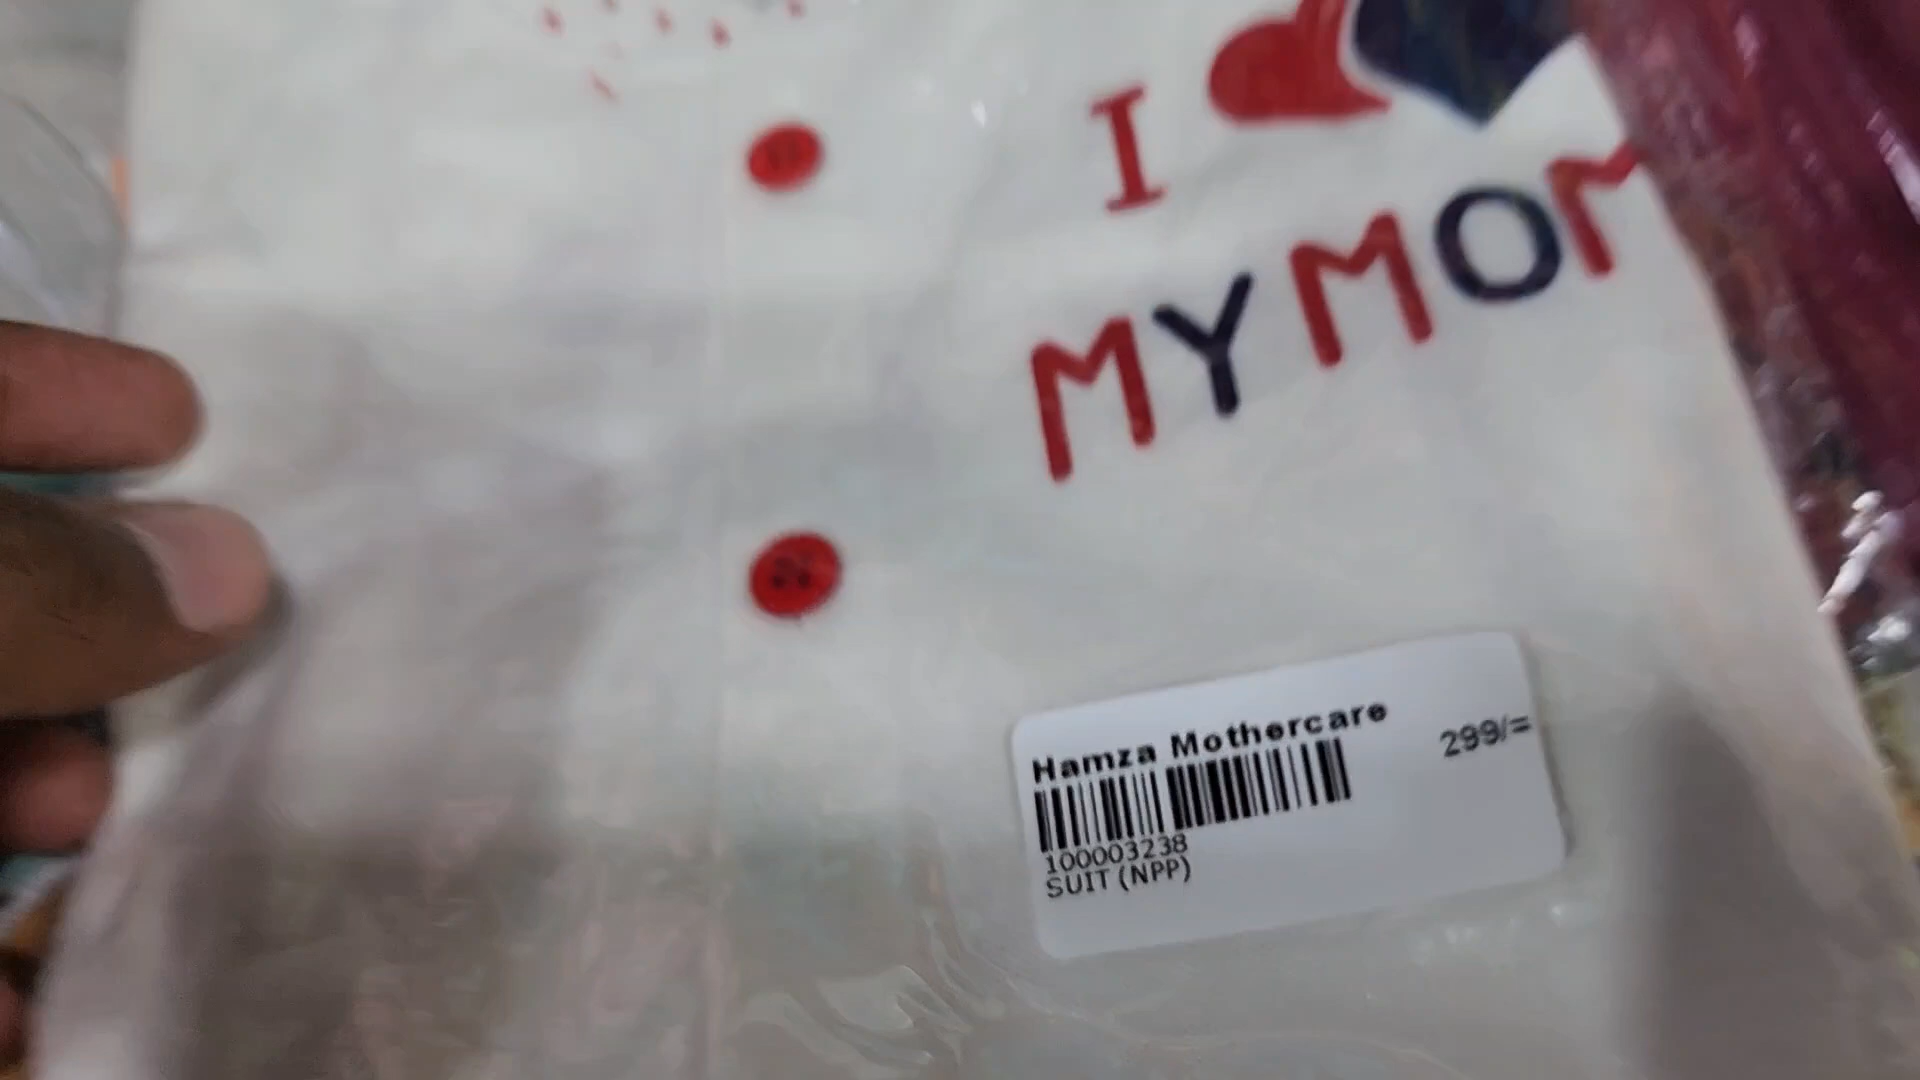 I
MY MOM
Hamza Mothercare
299/=
100003238
SUIT (NPP)